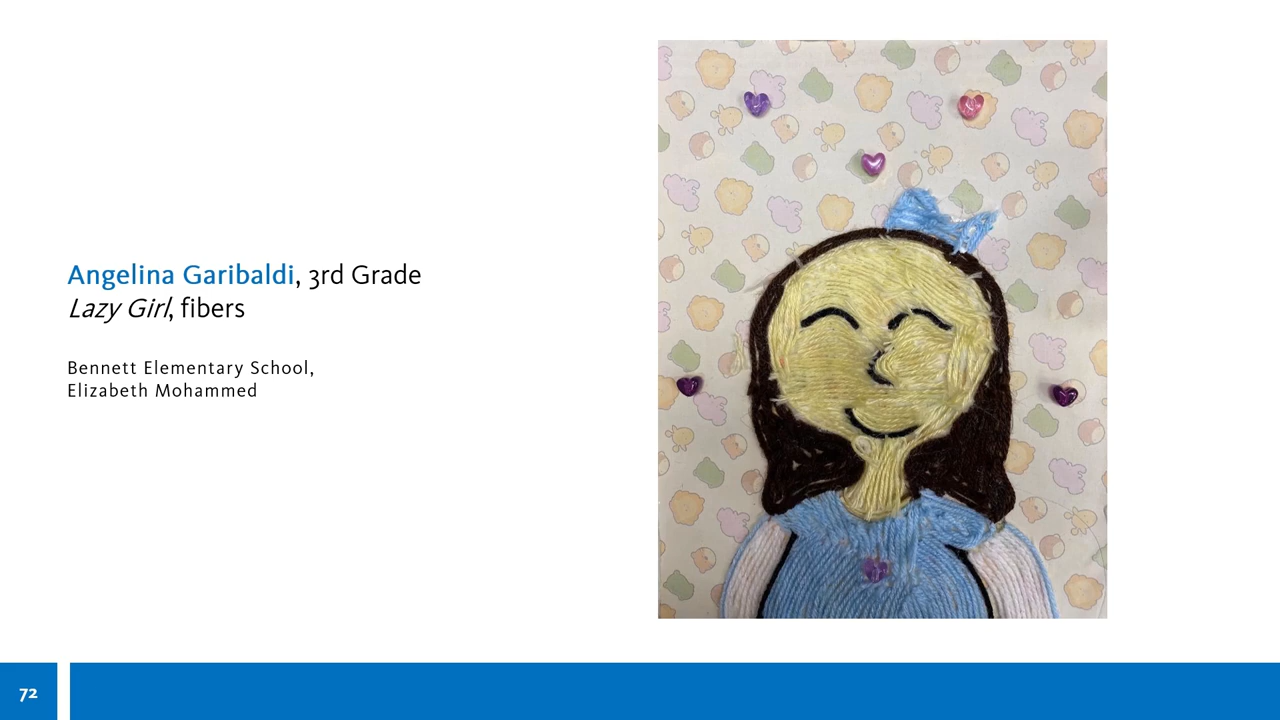 Angelina Garibaldi, 3rd Grade
Lazy Girl, fibers
Bennett Elementary School,
Elizabeth Mohammed
72